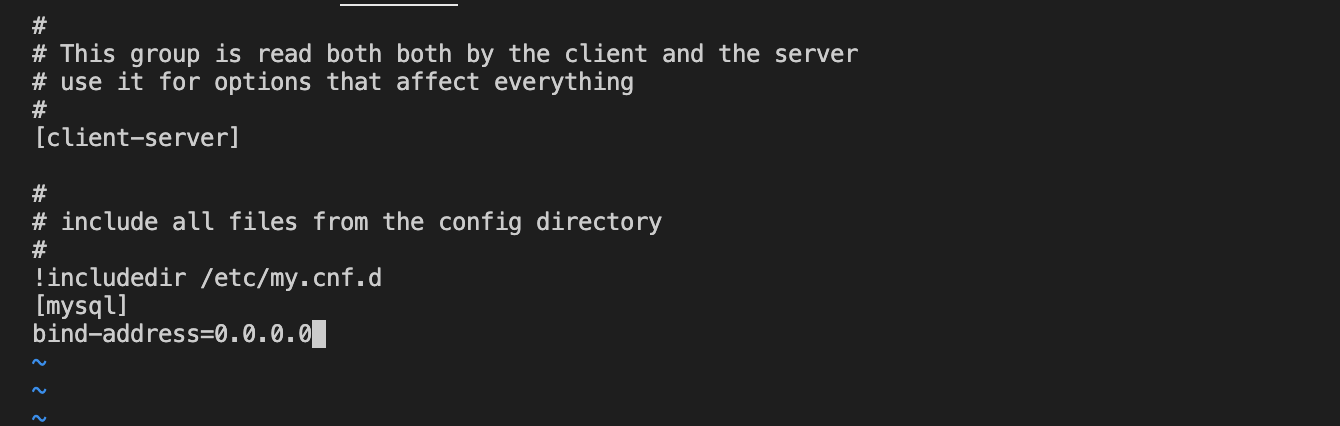 #
# This group is read both both by the client and the server
# use it for options that affect everything
#
[client-server]
#
# include all files from the config directory
#
!includedir /etc/my.cnf.d
[mysql]
bind-address=0.0.0.0
~
~
~